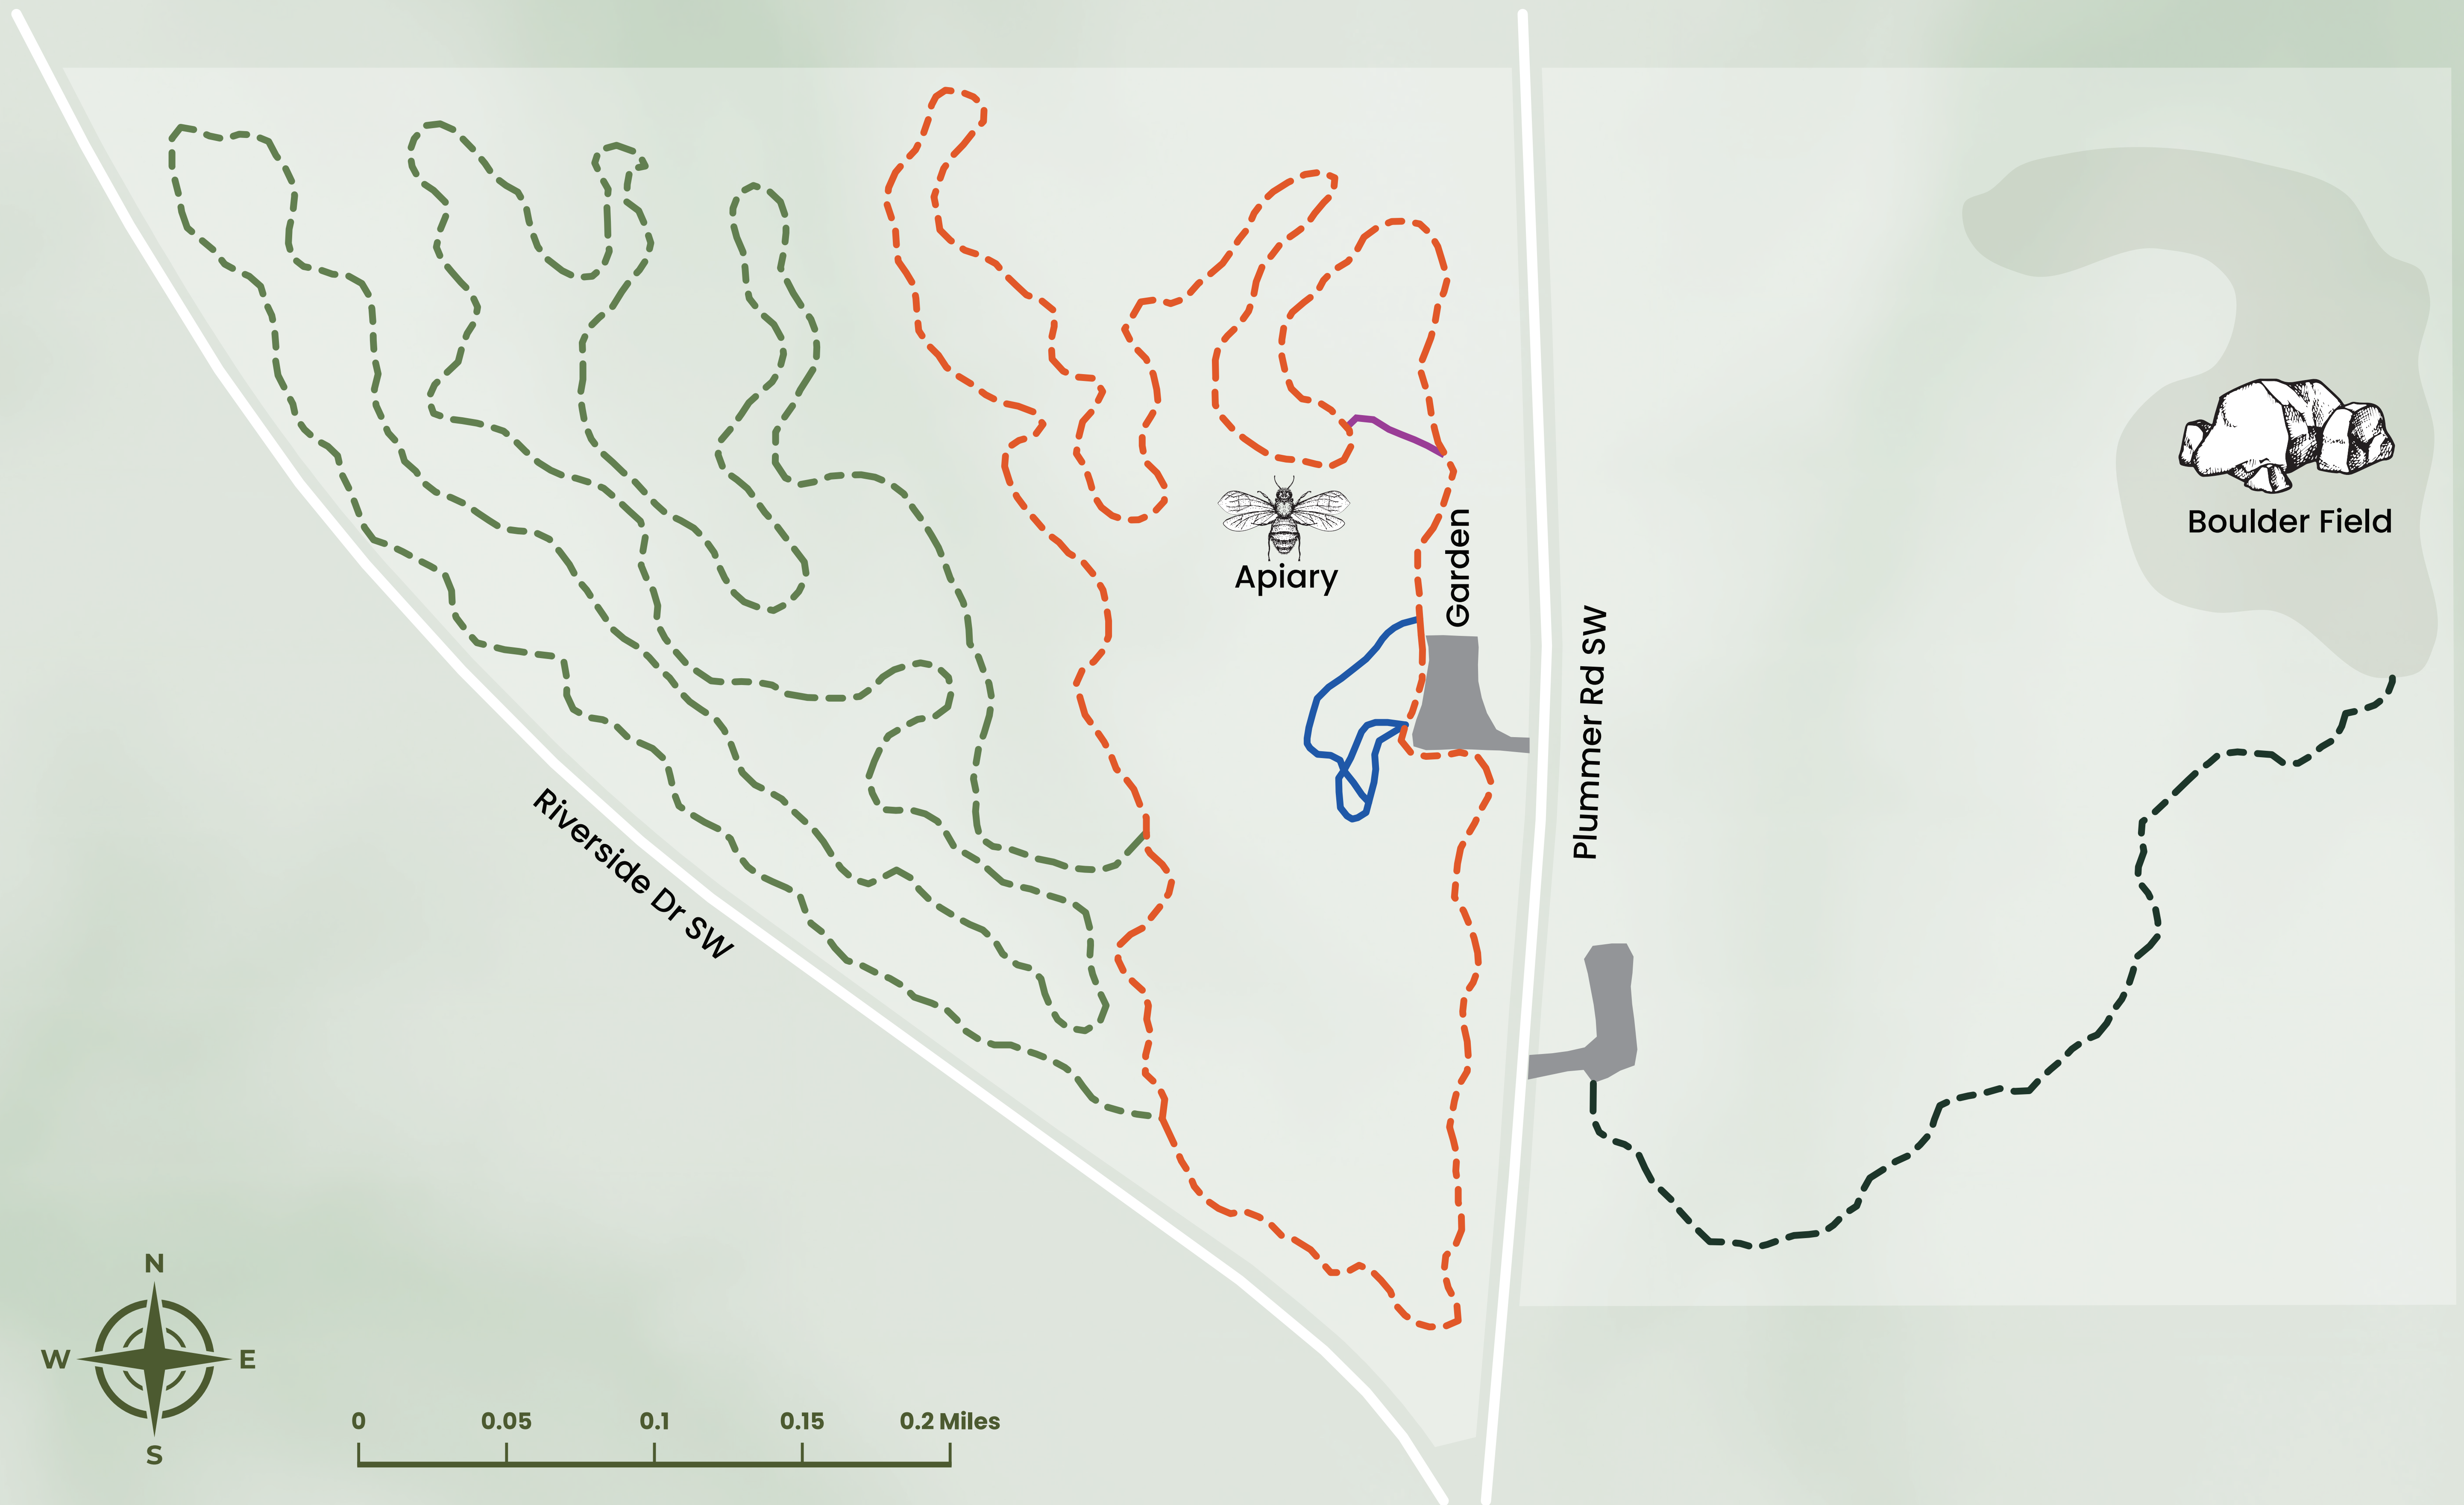 Boulder Field
Apiary
Garden
Plummer Rd SW
Riverside Dr SW
N
W
E
S
0
0.05
0.1
0.15
0.2 Miles